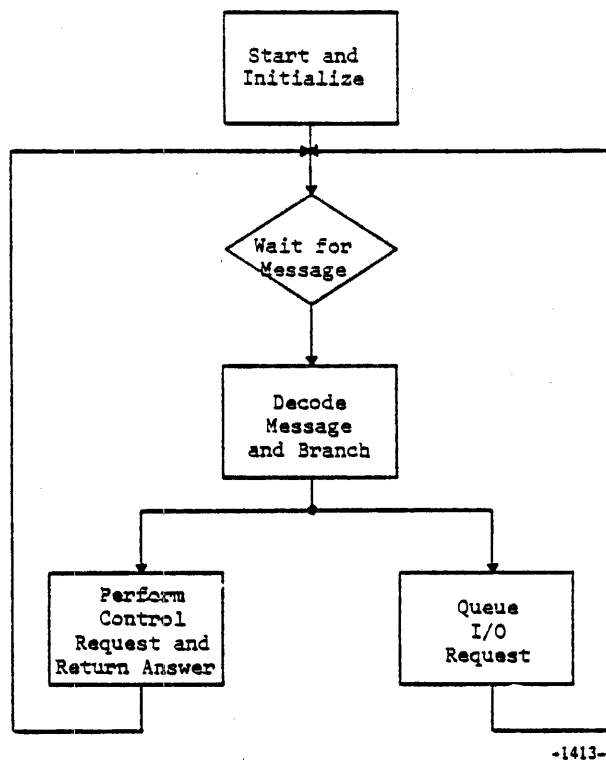 Start and
Initialize
Wait for
Message
Decode
Message
and Branch
Perform
Control
Request and
Return Answer
Queue
I/O
Request
-1413-